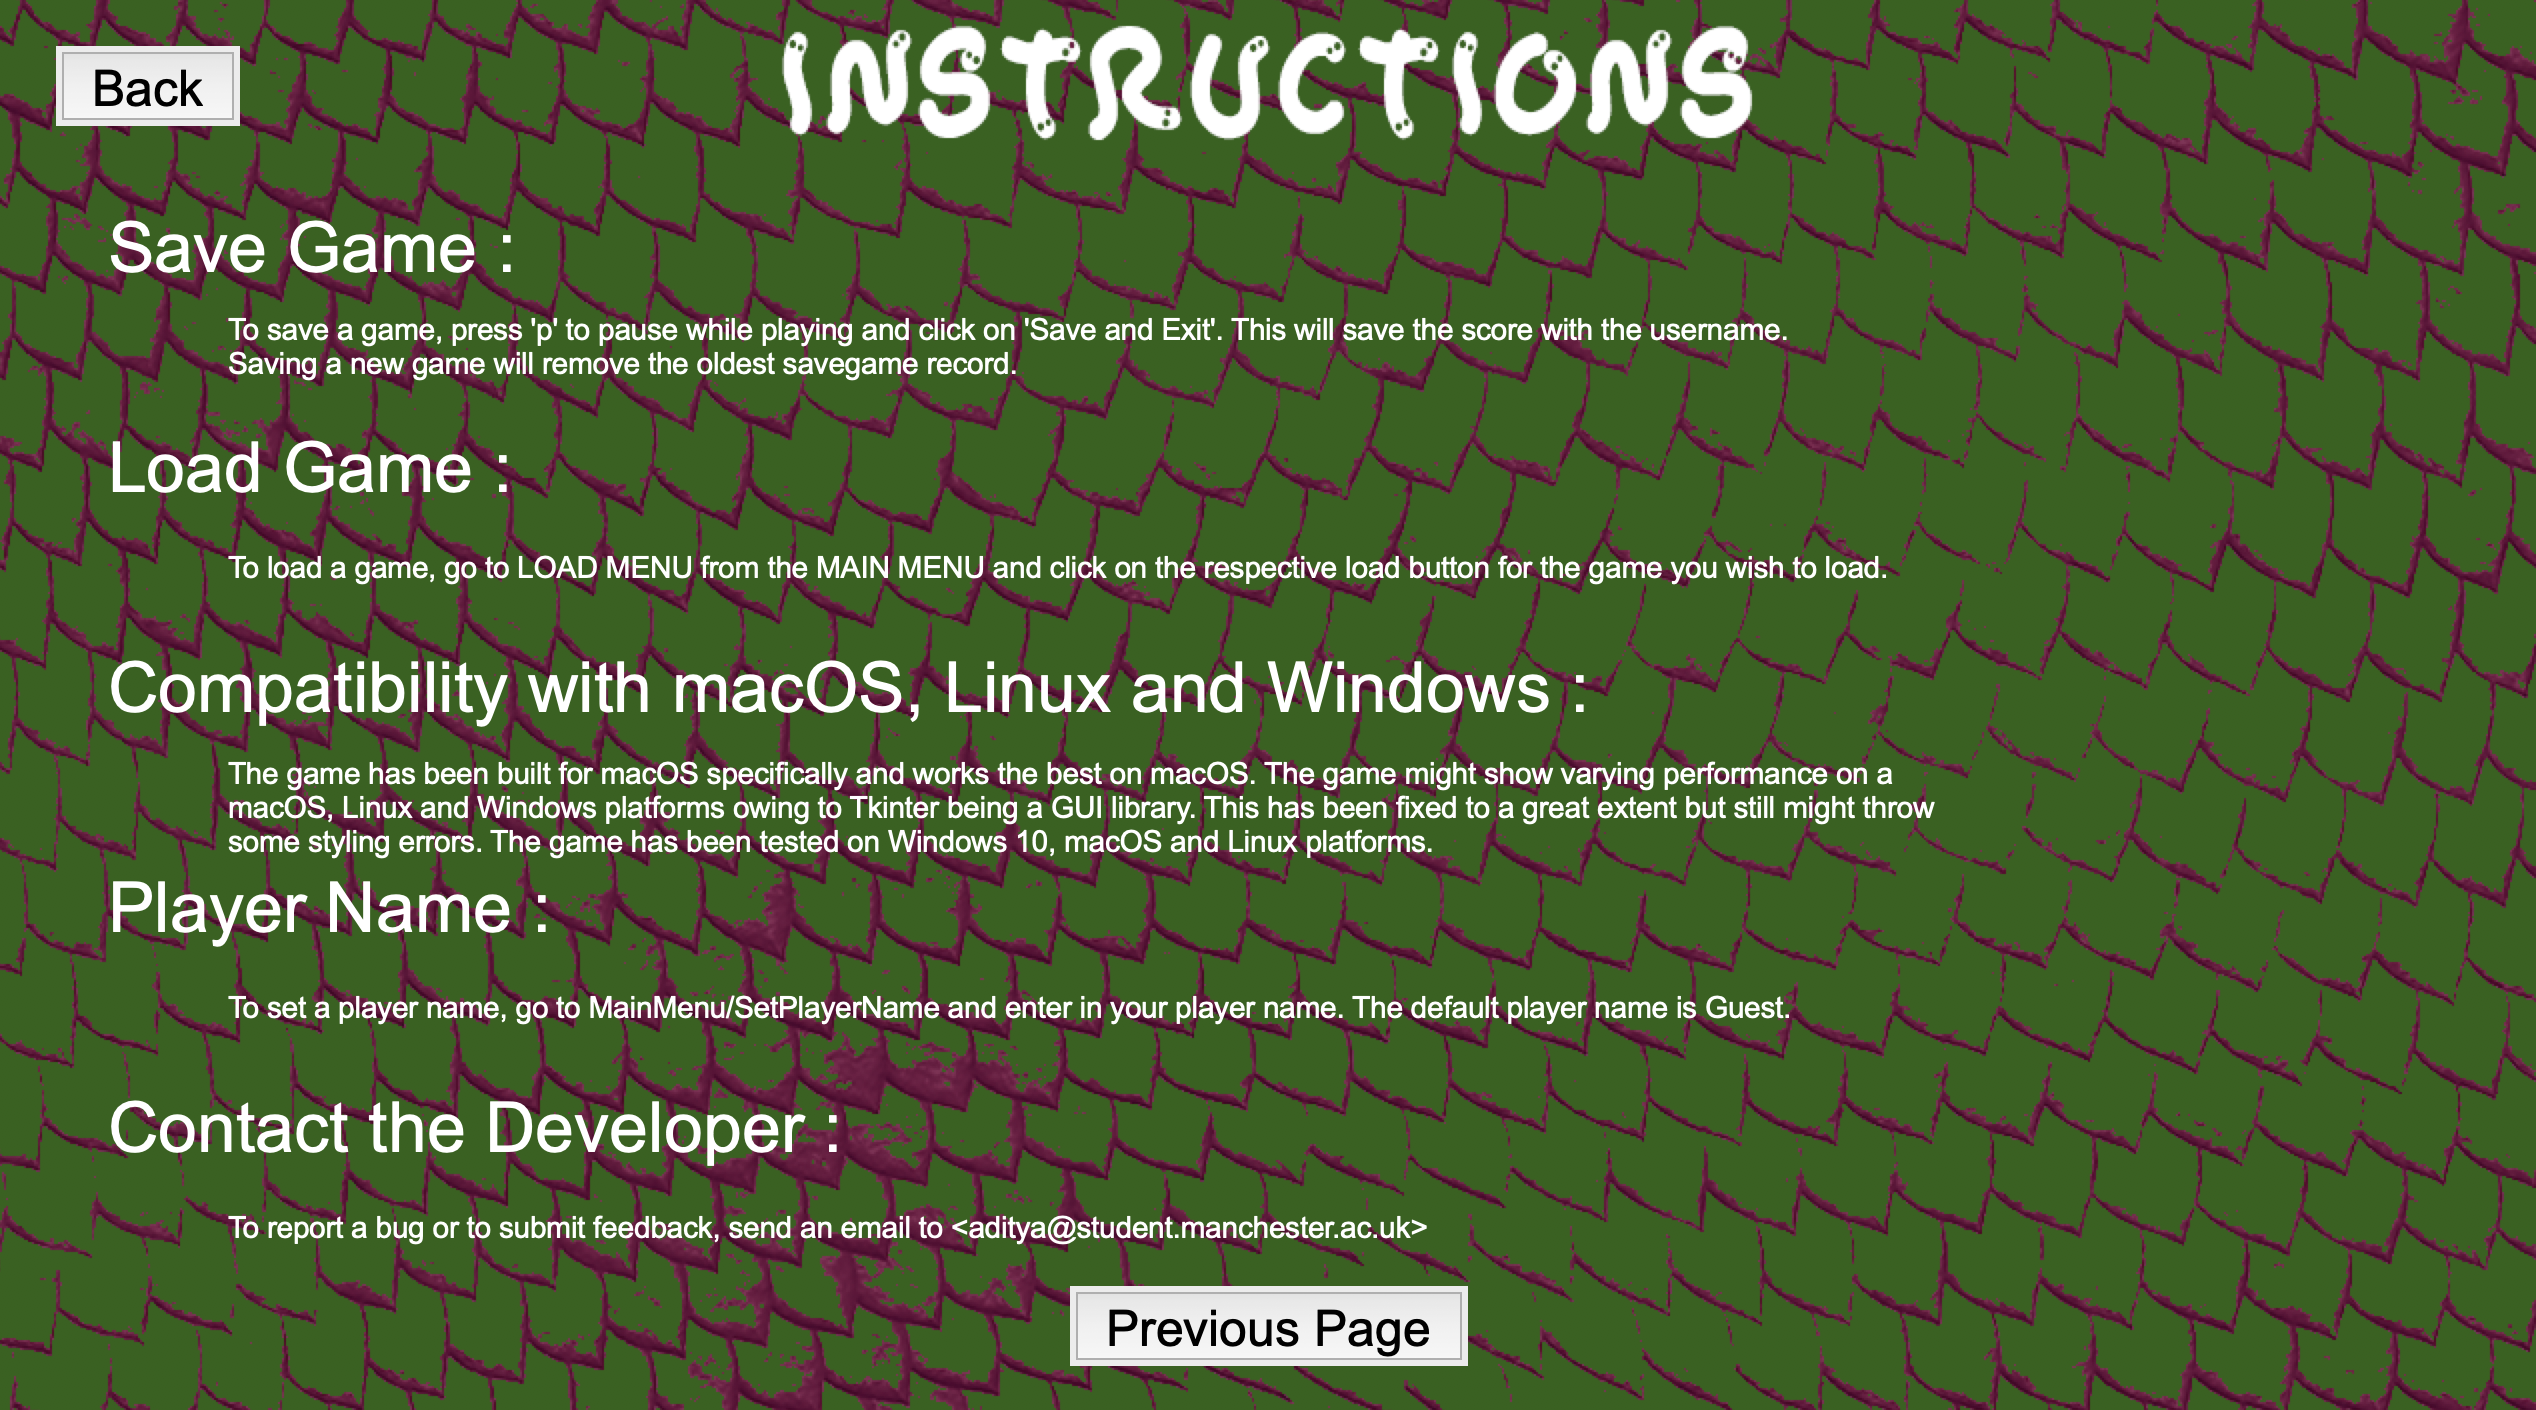 INSTRUCTIONS
Back
Save Game :
To save a game, press 'p' to pause while playing and click on 'Save and Exit'. This will save the score with the username.
Saving a new game will remove the oldest savegame record.
Load Game :
To load a game, go to LOAD MENU from the MAIN MENU and click on the respective load button for the game you wish to load.
Compatibility with macOS, Linux and Windows :
The game has been built for macOS specifically and works the best on macOS. The game might show varying performance on a
macOS, Linux and Windows platforms owing to Tkinter being a GUI library. This has been fixed to a great extent but still might throw
some styling errors. The game has been tested on Windows 10, macOS and Linux platforms.
Player Name :
To set a player name, go to MainMenu/SetPlayerName and enter in your player name. The default player name is Guest.
Contact the Developer :
To report a bug or to submit feedback, send an email to <aditya@student.manchester.ac.uk>
Previous Page